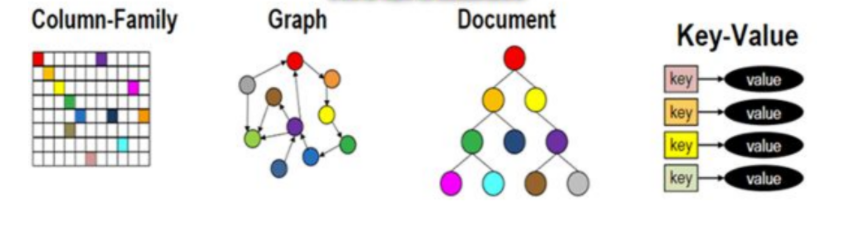 Column-Family
Graph
Document
Key-Value
key value
key value
key value
key value